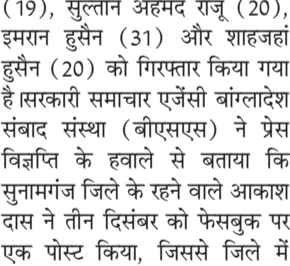 (19), सुल्तान अहमद राजू (20),
इमरान हुसैन (31) और शाहजहां
हुसैन (20) को गिरफ्तार किया गया
है।सरकारी समाचार एजेंसी बांग्लादेश
संबाद संस्था (बीएसएस) ने प्रेस
विज्ञप्ति के हवाले से बताया कि
सुनामगंज जिले के रहने वाले आकाश
दास ने तीन दिसंबर को फेसबुक पर
एक पोस्ट किया, जिससे जिले में